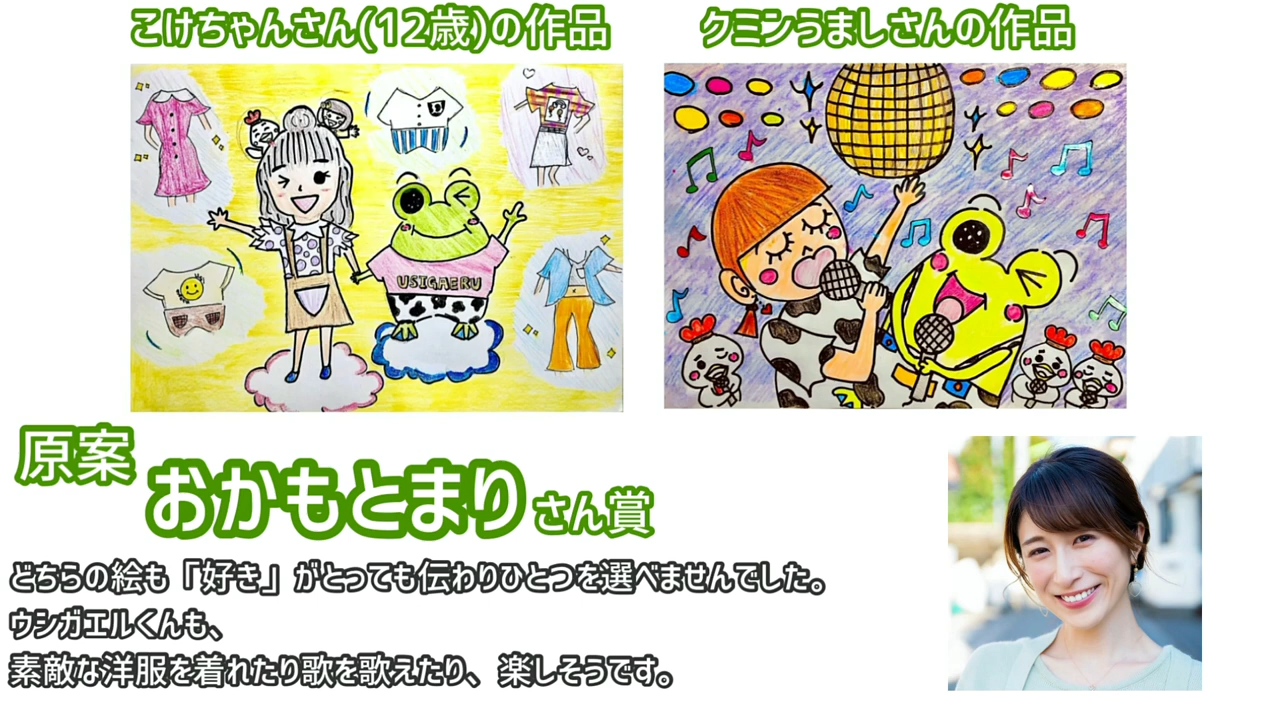 こけちゃんさん(12歳)の作品
クミンうましさんの作品
USIGAERU
原案
おかもとまりさん賞
どちらの絵も「好き」がとっても伝わりひとつを選べませんでした。
ウシガエルくんも、
素敵な洋服を着れたり歌を歌えたり、楽しそうです。